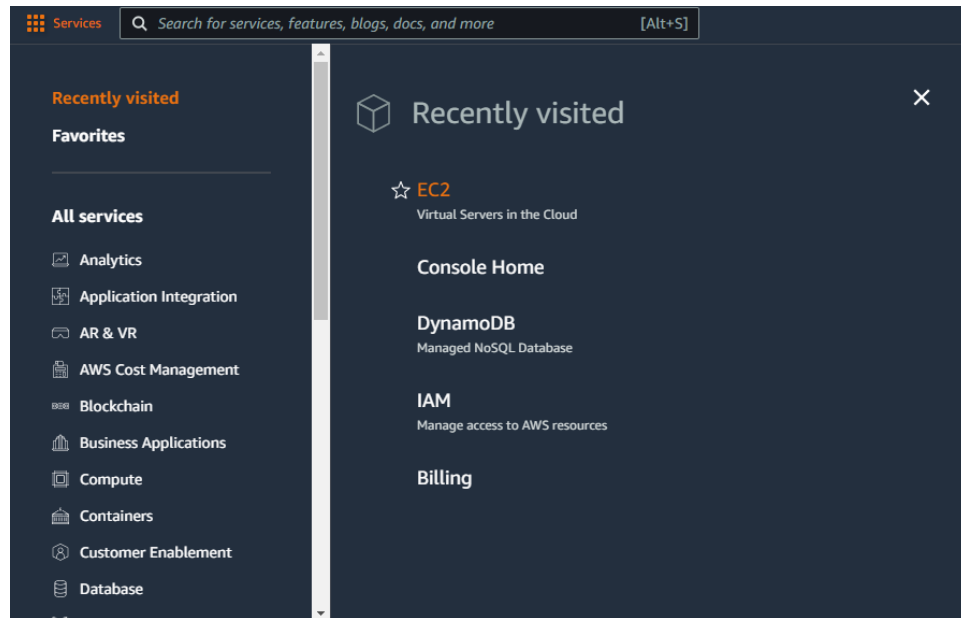 Services
Search for services, features, blogs, docs, and more
[Alt+S]
Recently visited
Favorites
All services
Analytics
Application Integration
AR & VR
AWS Cost Management
Blockchain
Business Applications
Compute
Containers
Customer Enablement
Database
Recently visited
EC2
Virtual Servers in the Cloud
Console Home
DynamoDB
Managed NoSQL Database
IAM
Manage access to AWS resources
Billing